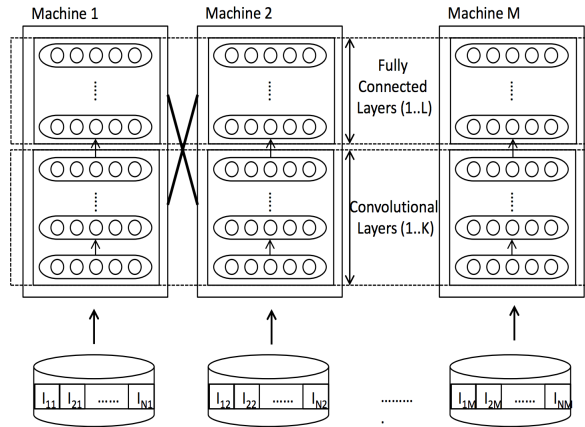 Machine 1
Machine 2
Machine M
Fully
Connected
Layers (1..L)
Convolutional
Layers (1..K)
I11 I21 ...... IN1
I12 I22 ...... IN2
.........
.
I1M I2M ...... INM